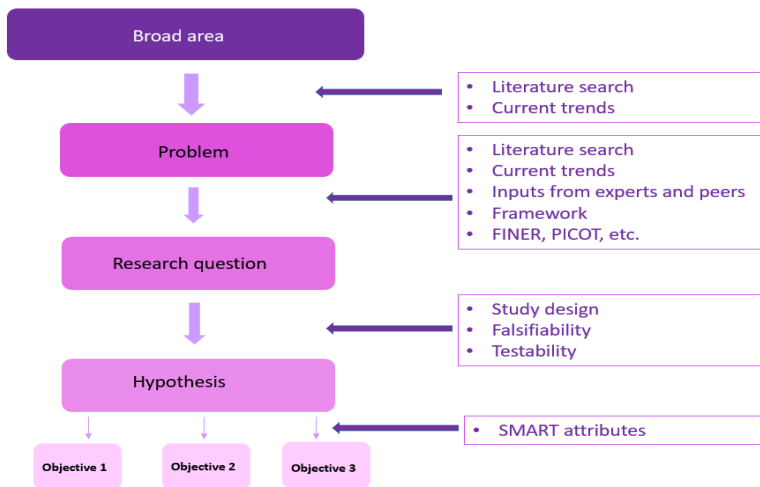 Broad area
• Literature search
• Current trends
Problem
• Literature search
• Current trends
• Inputs from experts and peers
• Framework
• FINER, PICOT, etc.
Research question
• Study design
• Falsifiability
• Testability
Hypothesis
• SMART attributes
Objective 1
Objective 2
Objective 3